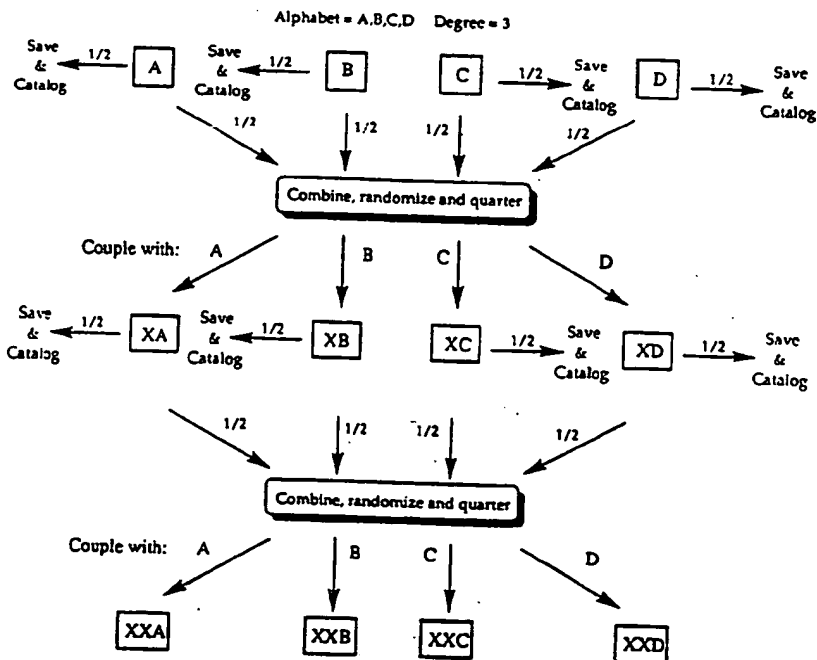 Alphabet = A,B,C,D Degree = 3
Save & Catalog 1/2 A Save & Catalog 1/2 B C 1/2 Save & Catalog D 1/2 Save & Catalog
1/2 1/2 1/2 1/2
Combine, randomize and quarter
Couple with: A B C D
Save & Catalog 1/2 XA Save & Catalog 1/2 XB XC 1/2 Save & Catalog XD 1/2 Save & Catalog
1/2 1/2 1/2 1/2
Combine, randomize and quarter
Couple with: A B C D
XXA XXB XXC XXD